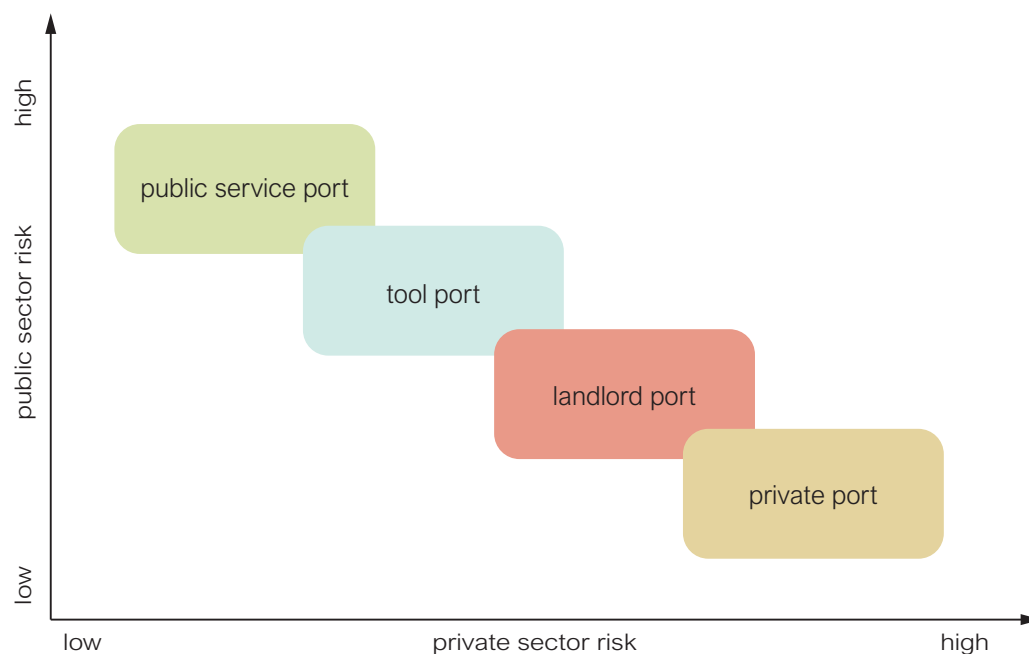 high
public service port
public sector risk
tool port
landlord port
private port
low
low
private sector risk
high